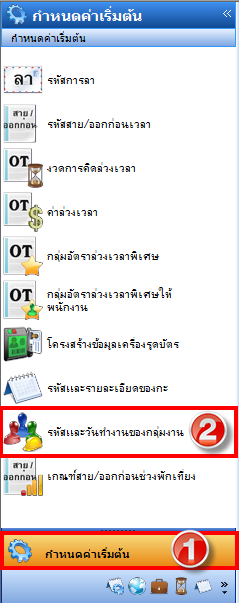 กำหนดค่าเริ่มต้น
กำหนดค่าเริ่มต้น
ลา
รหัสการลา
สาย/
ออกก่อน
รหัสสาย/ออกก่อนเวลา
OT
งวดการคิดล่วงเวลา
OT
ค่าล่วงเวลา
OT
กลุ่มอัตราล่วงเวลาพิเศษ
OT
กลุ่มอัตราล่วงเวลาพิเศษให้
พนักงาน
โครงสร้างข้อมูลเครื่องรูดบัตร
รหัสและรายละเอียดของกะ
รหัสและวันทำงานของกลุ่มงาน
2
สาย/
ออกก่อน
เกณฑ์สาย/ออกก่อนช่วงพักเที่ยง
กำหนดค่าเริ่มต้น
1